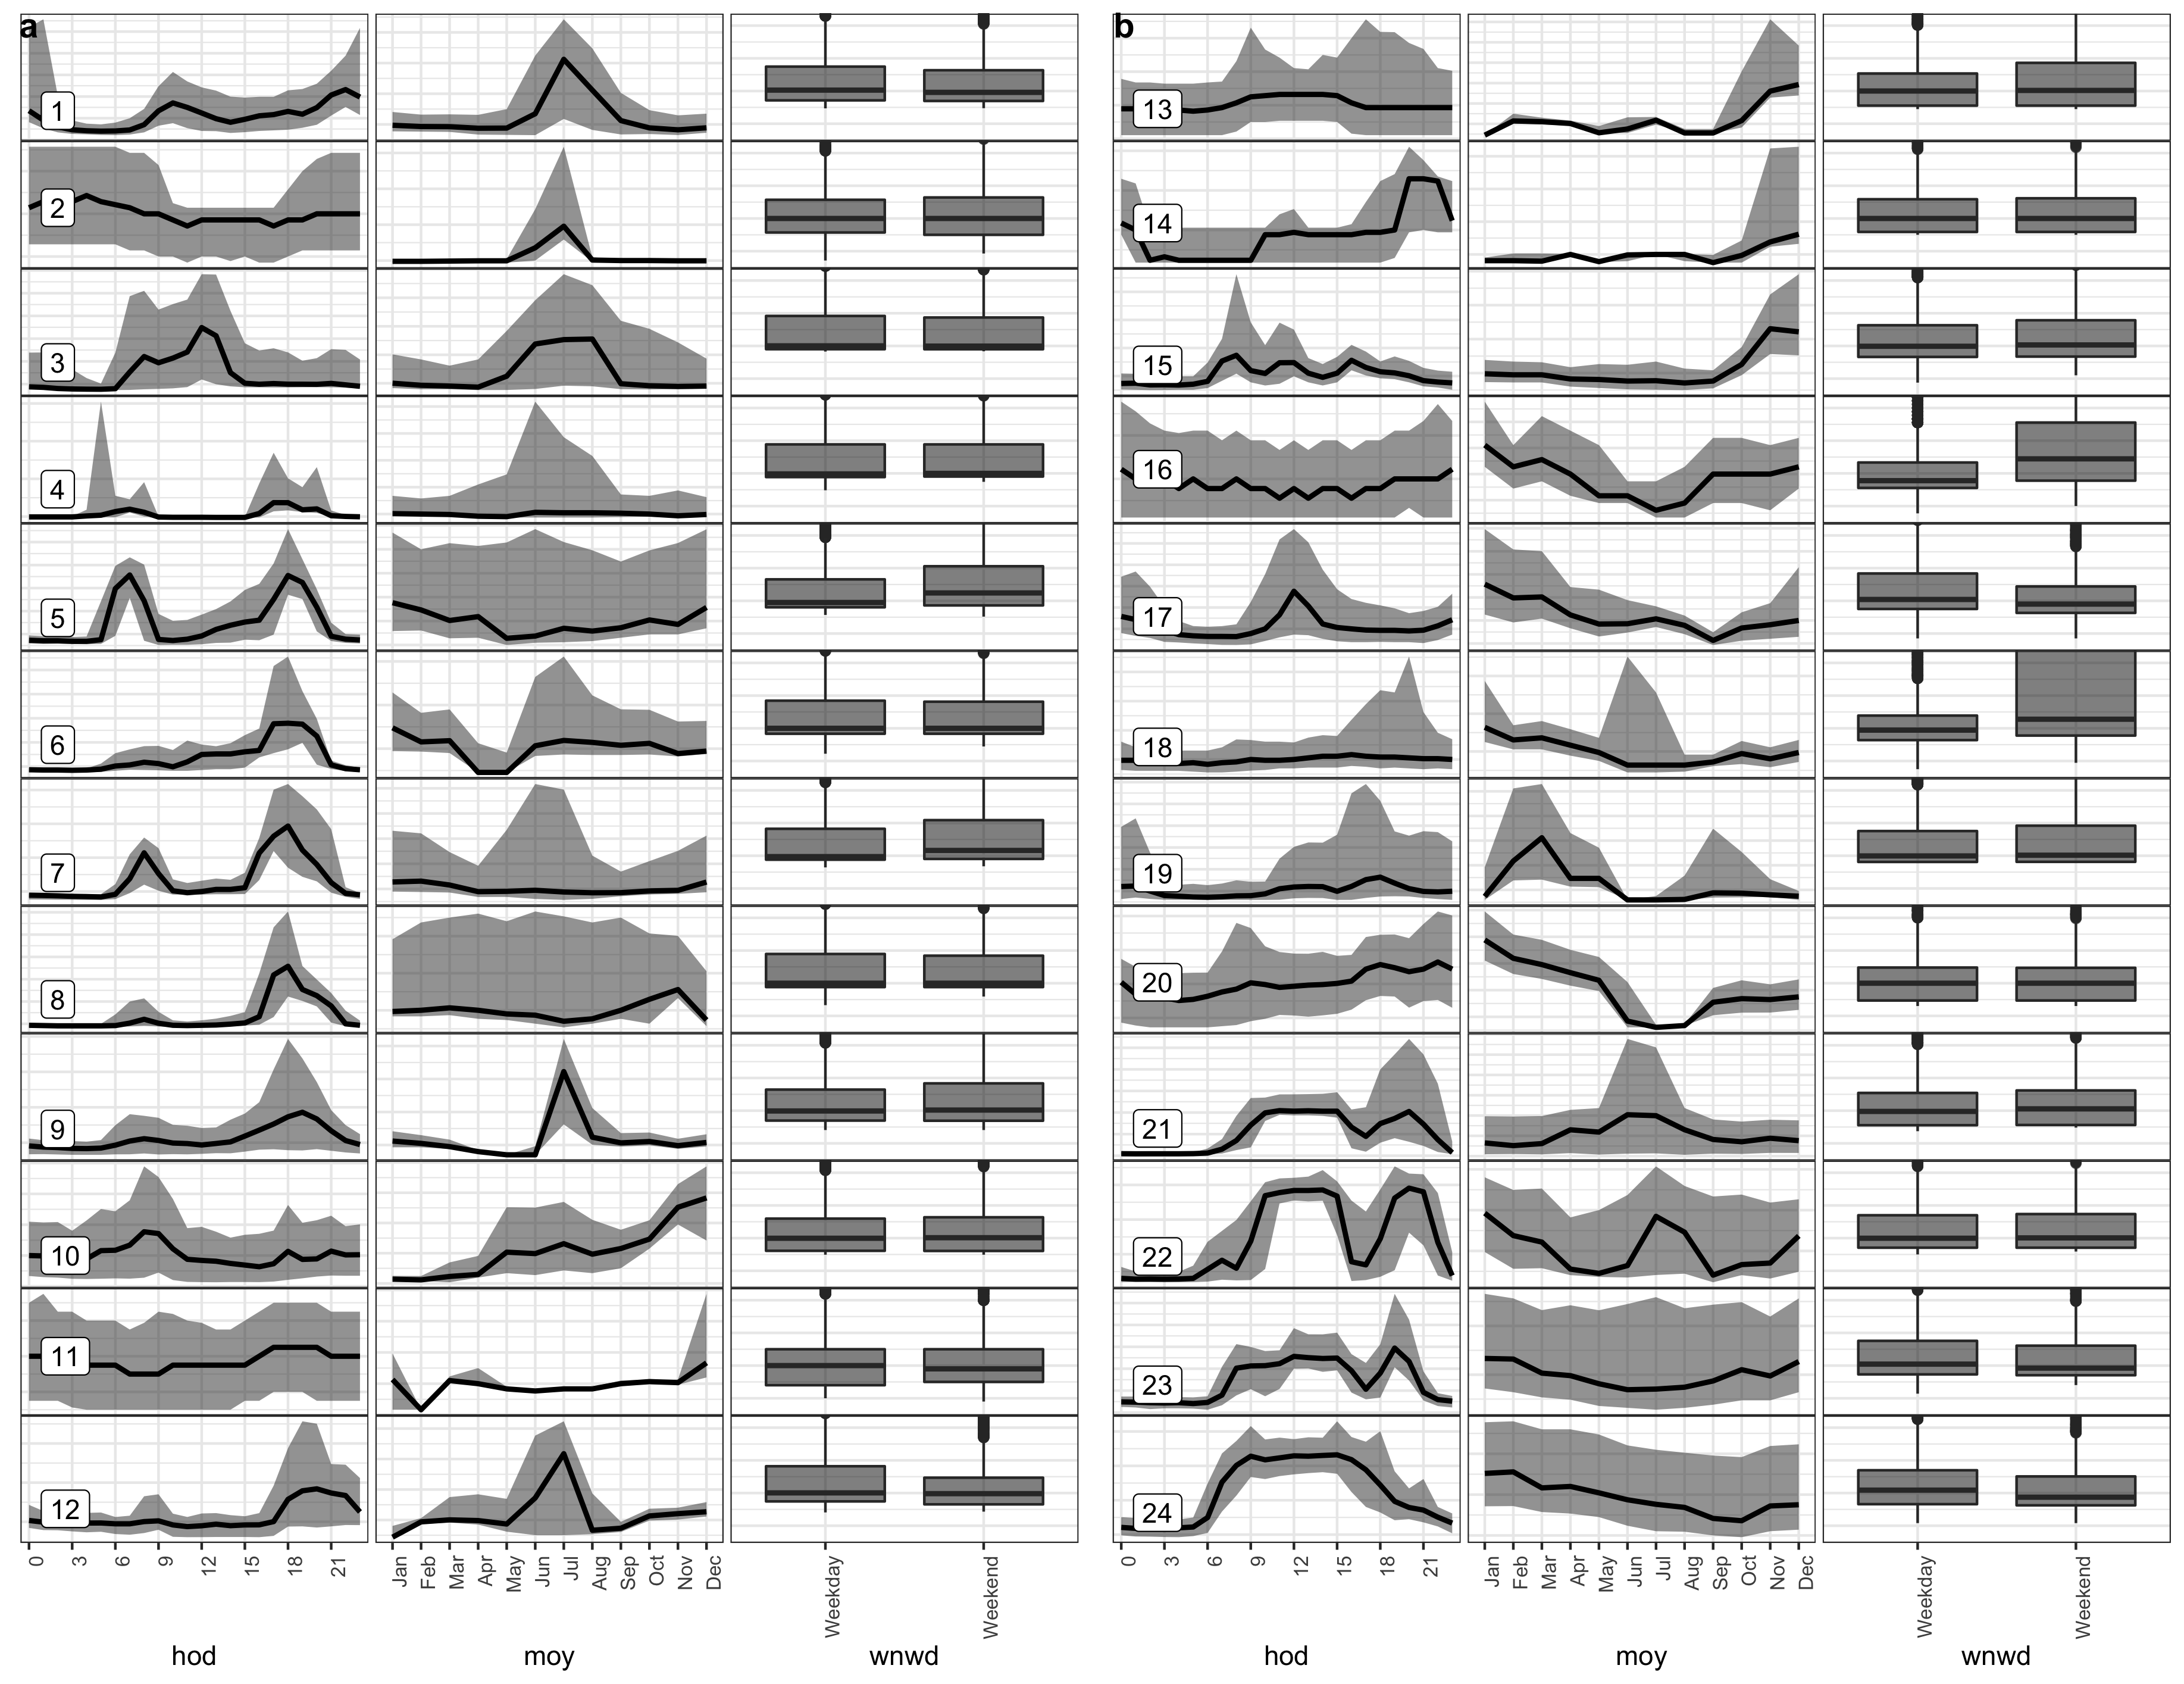 a
b
1
2
3
4
5
6
7
8
9
10
11
12
13
14
15
16
17
18
19
20
21
22
23
24
0 3 6 9 12 15 18 21
Jan Feb Mar Apr May Jun Jul Aug Sep Oct Nov Dec
Weekday Weekend
0 3 6 9 12 15 18 21
Jan Feb Mar Apr May Jun Jul Aug Sep Oct Nov Dec
Weekday Weekend
hod moy wnwd
hod moy wnwd